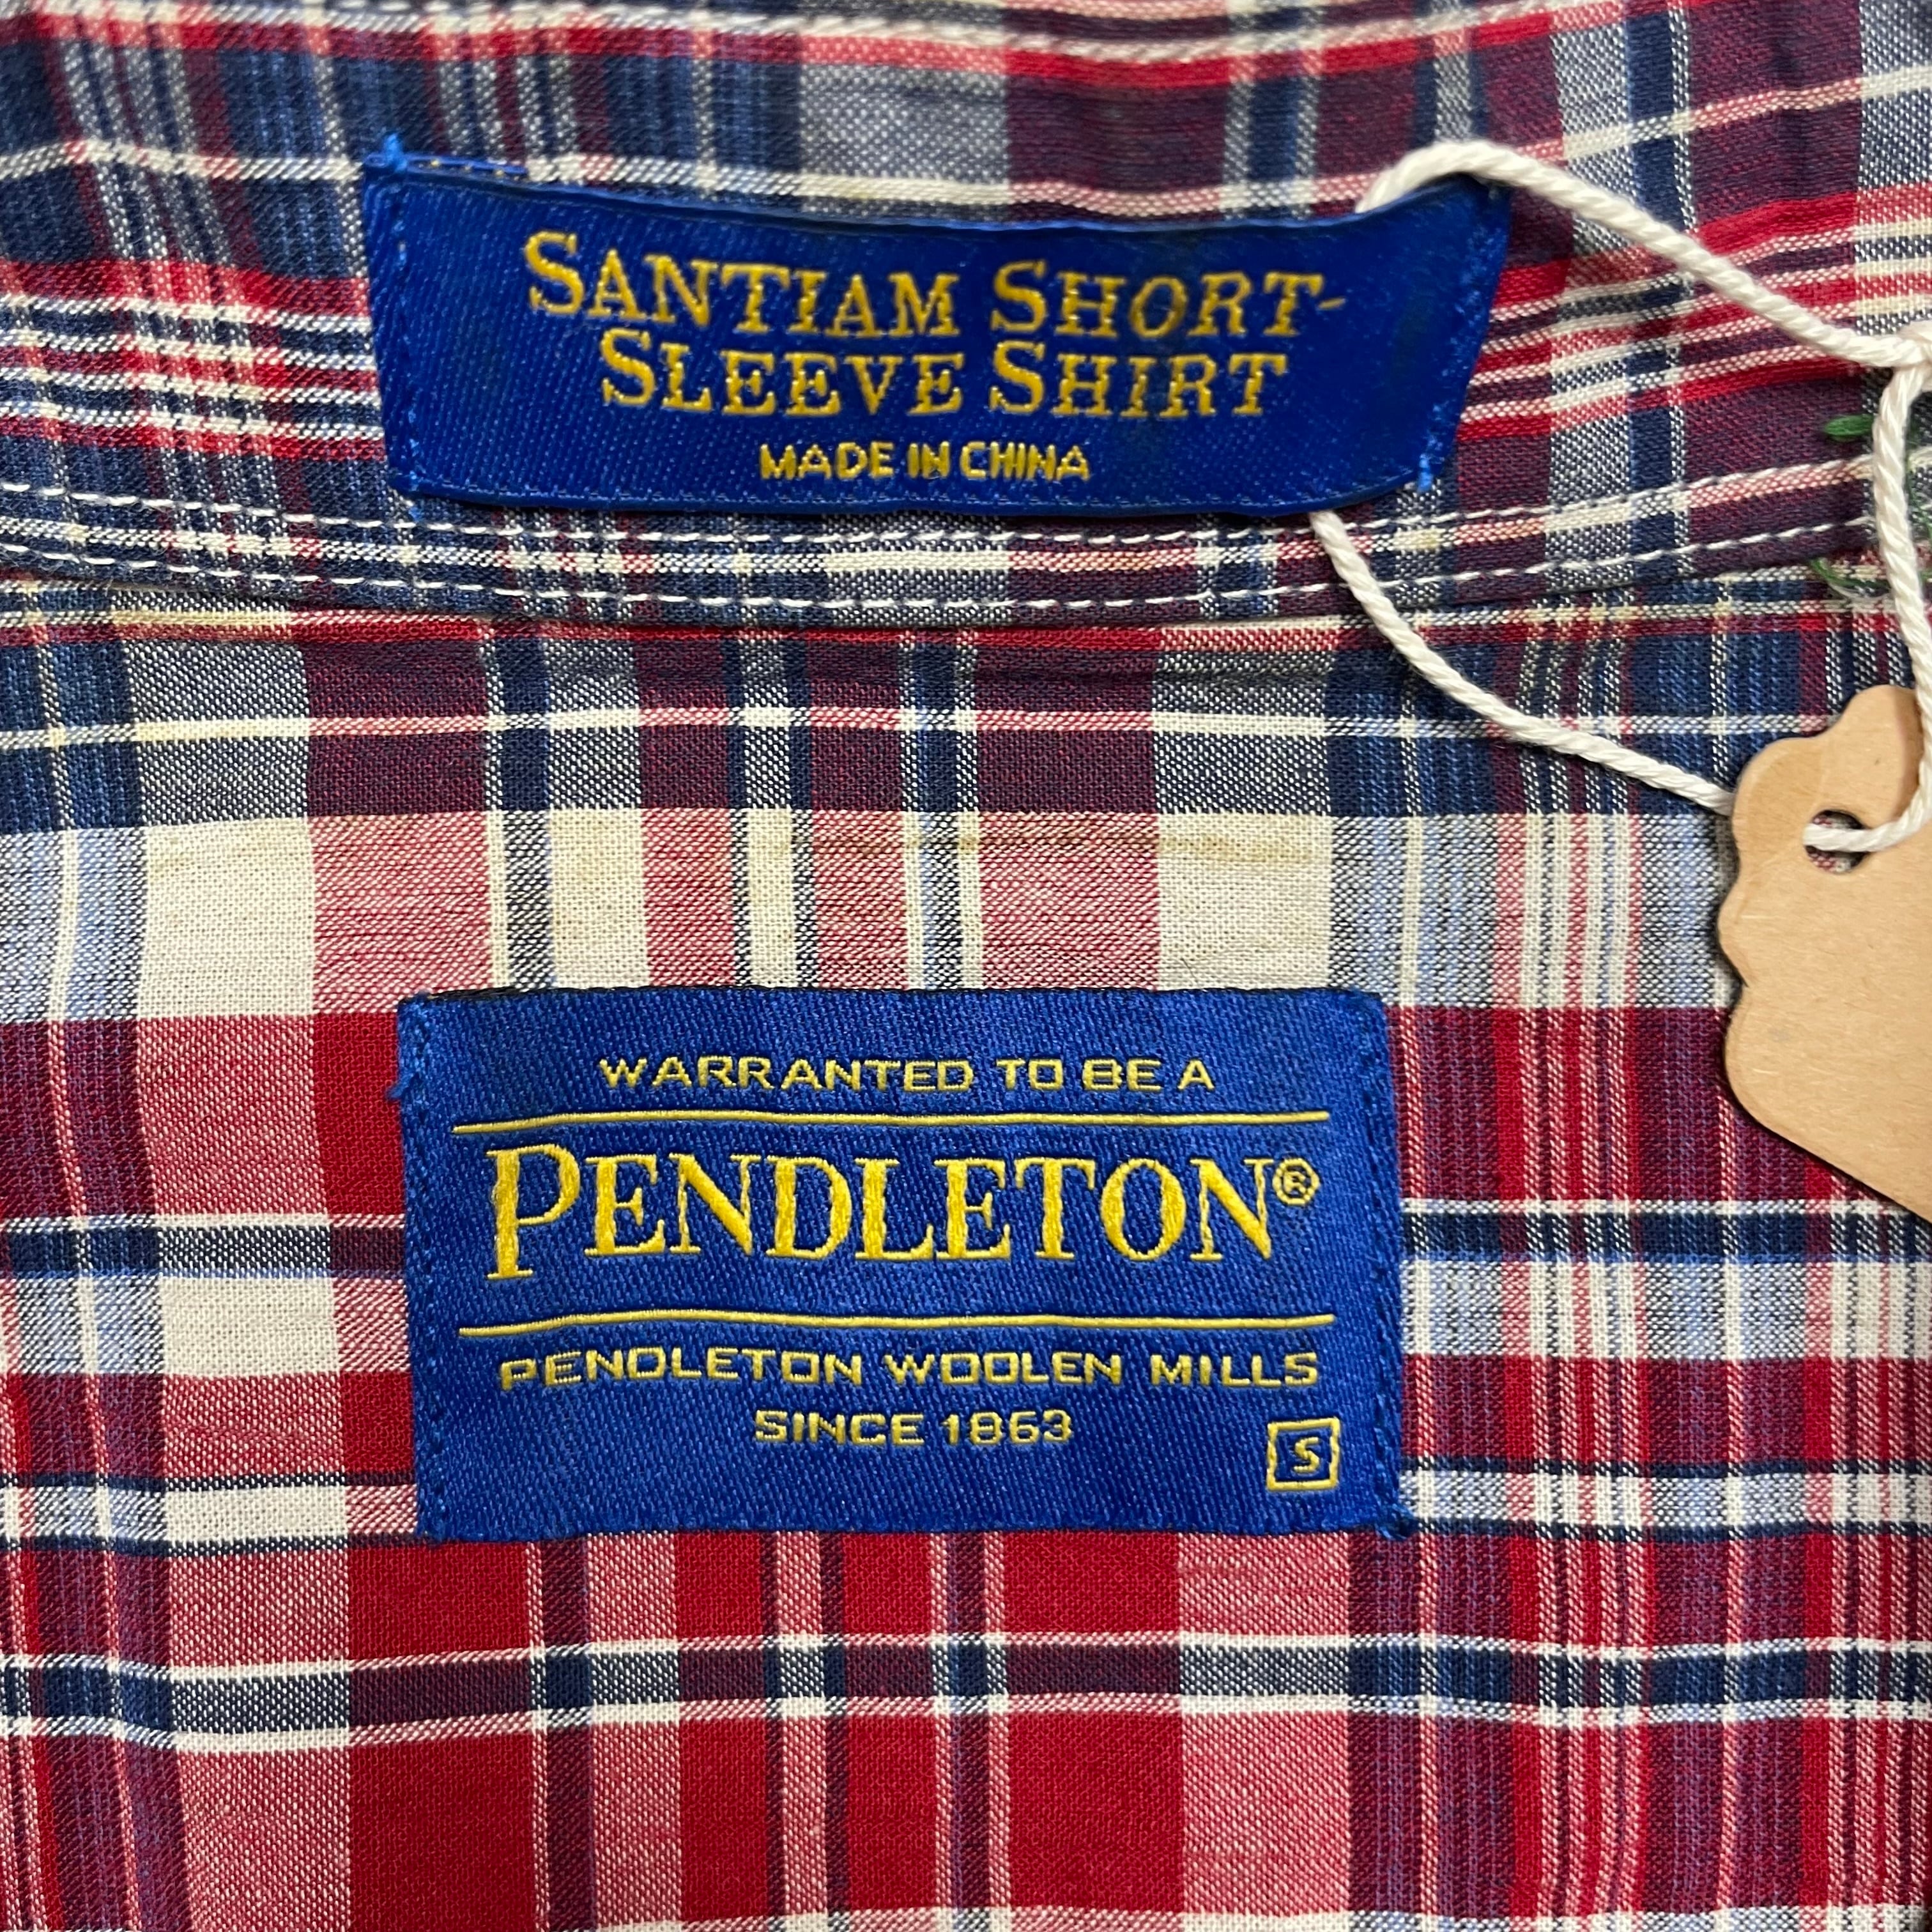 SANTIAM SHORT-
SLEEVE SHIRT
MADE IN CHINA
WARRANTED TO BE A
PENDLETON®
PENDLETON WOOLEN MILLS
SINCE 1863
S